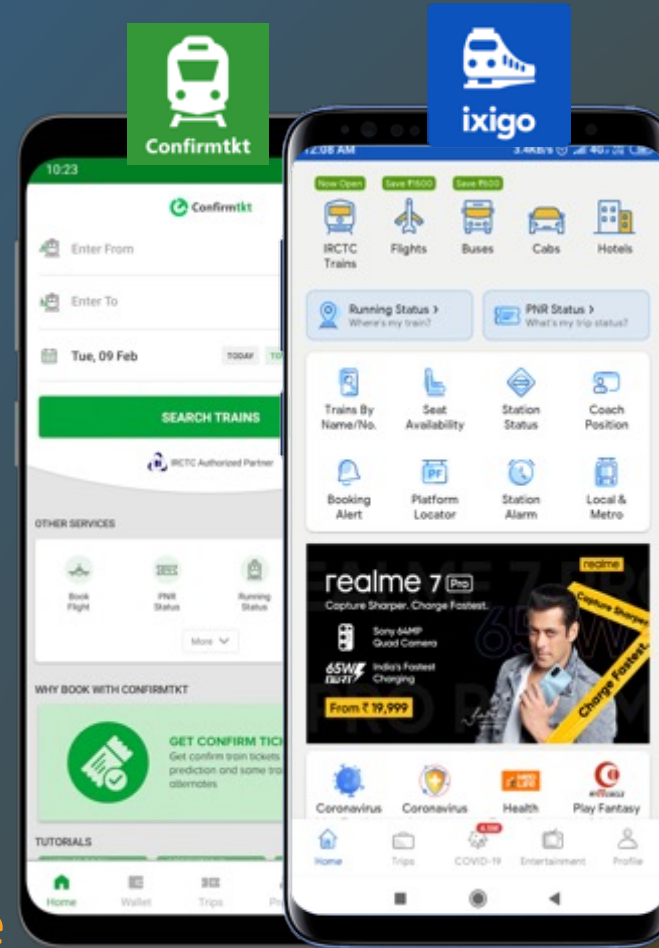 Confirmtkt
ixigo
10:23
Confirmtkt
Enter From
Enter To
Tue, 09 Feb
TODAY
SEARCH TRAINS
IRCTC Authorized Partner
OTHER SERVICES
Book
Flight
PNR
Status
Running
Status
More
WHY BOOK WITH CONFIRMTKT
GET CONFIRM TIC
Get confirm train tickets
prediction and same tra
alternates
TUTORIALS
Home
Wallet
Trips
12:08 AM
Now Open
Save ₹1500
Save ₹600
IRCTC
Trains
Flights
Buses
Cabs
Hotels
Running Status >
Where's my train?
PNR Status >
What's my trip status?
Trains By
Name/No.
Seat
Availability
Station
Status
Coach
Position
Booking
Alert
PF
Platform
Locator
Station
Alarm
Local &
Metro
realme
realme 7 Pro
Capture Sharper. Charge Fastest.
Sony 64MP
Quad Camera
65W
India's Fastest
Charging
From ₹ 19,999
Capture Sharper
Charge Fastest.
Coronavirus
Coronavirus
Health
Play Fantasy
Home
Trips
COVID-19
Entertainment
Profile